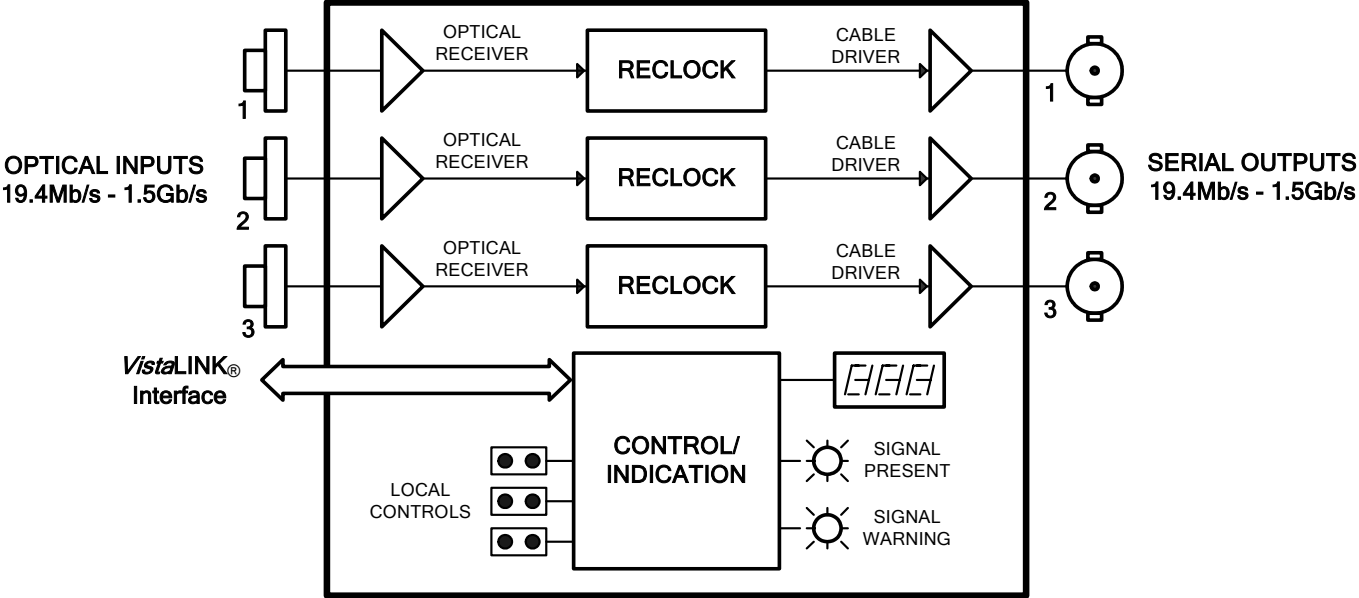 OPTICAL
RECEIVER
RECLOCK
CABLE
DRIVER
1
1
OPTICAL INPUTS
19.4Mb/s - 1.5Gb/s
OPTICAL
RECEIVER
RECLOCK
CABLE
DRIVER
2
2
SERIAL OUTPUTS
19.4Mb/s - 1.5Gb/s
OPTICAL
RECEIVER
RECLOCK
CABLE
DRIVER
3
3
VistaLINK®
Interface
CONTROL/
INDICATION
LOCAL
CONTROLS
SIGNAL
PRESENT
SIGNAL
WARNING